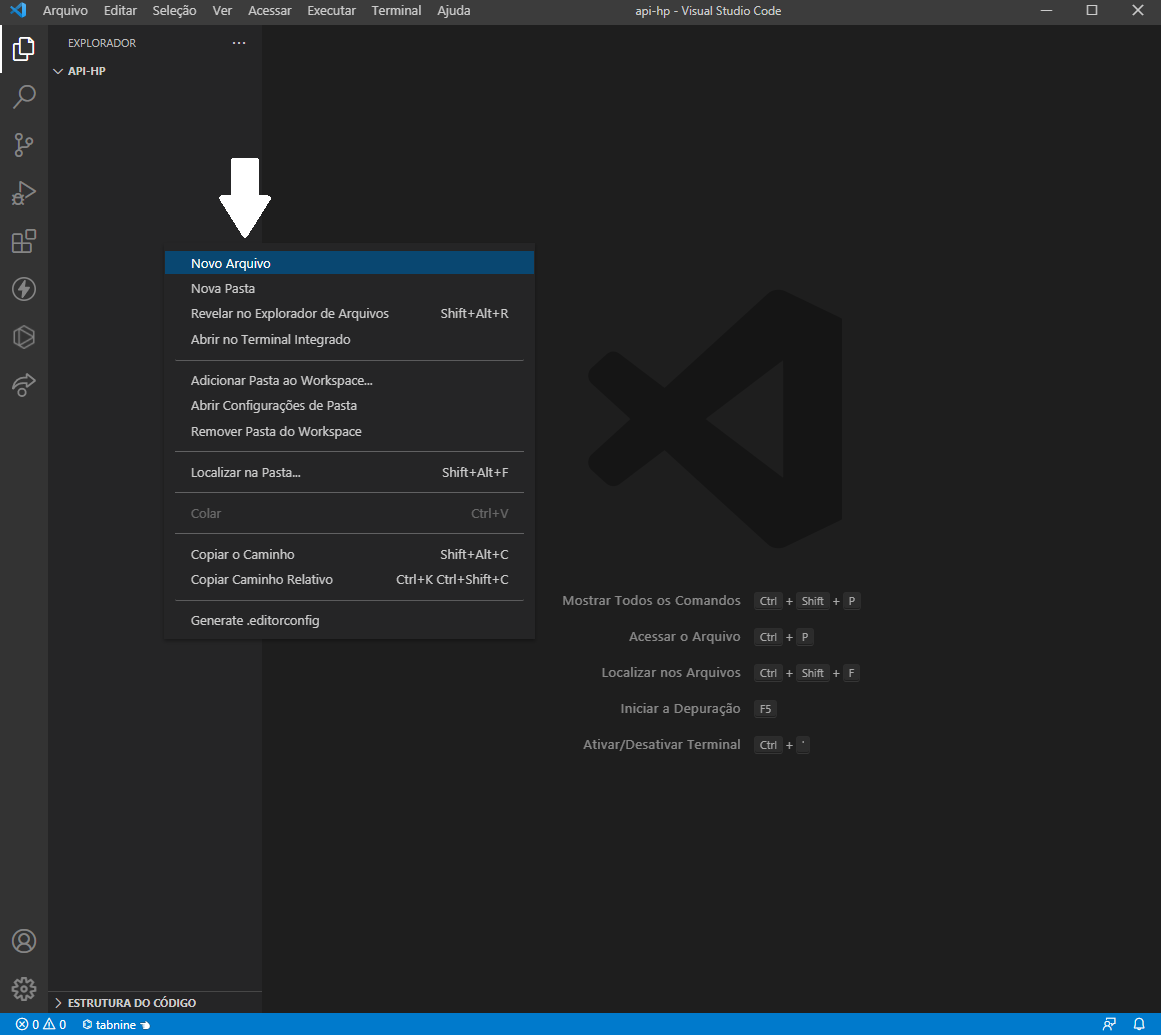 Arquivo Editar Seleção Ver Acessar Executar Terminal Ajuda api-hp - Visual Studio Code
EXPLORADOR
API-HP
Novo Arquivo
Nova Pasta
Revelar no Explorador de Arquivos Shift+Alt+R
Abrir no Terminal Integrado
Adicionar Pasta ao Workspace...
Abrir Configurações de Pasta
Remover Pasta do Workspace
Localizar na Pasta... Shift+Alt+F
Colar Ctrl+V
Copiar o Caminho Shift+Alt+C
Copiar Caminho Relativo Ctrl+K Ctrl+Shift+C
Generate .editorconfig
Mostrar Todos os Comandos Ctrl + Shift + P
Acessar o Arquivo Ctrl + P
Localizar nos Arquivos Ctrl + Shift + F
Iniciar a Depuração F5
Ativar/Desativar Terminal Ctrl + '
ESTRUTURA DO CÓDIGO
0 0 tabnine